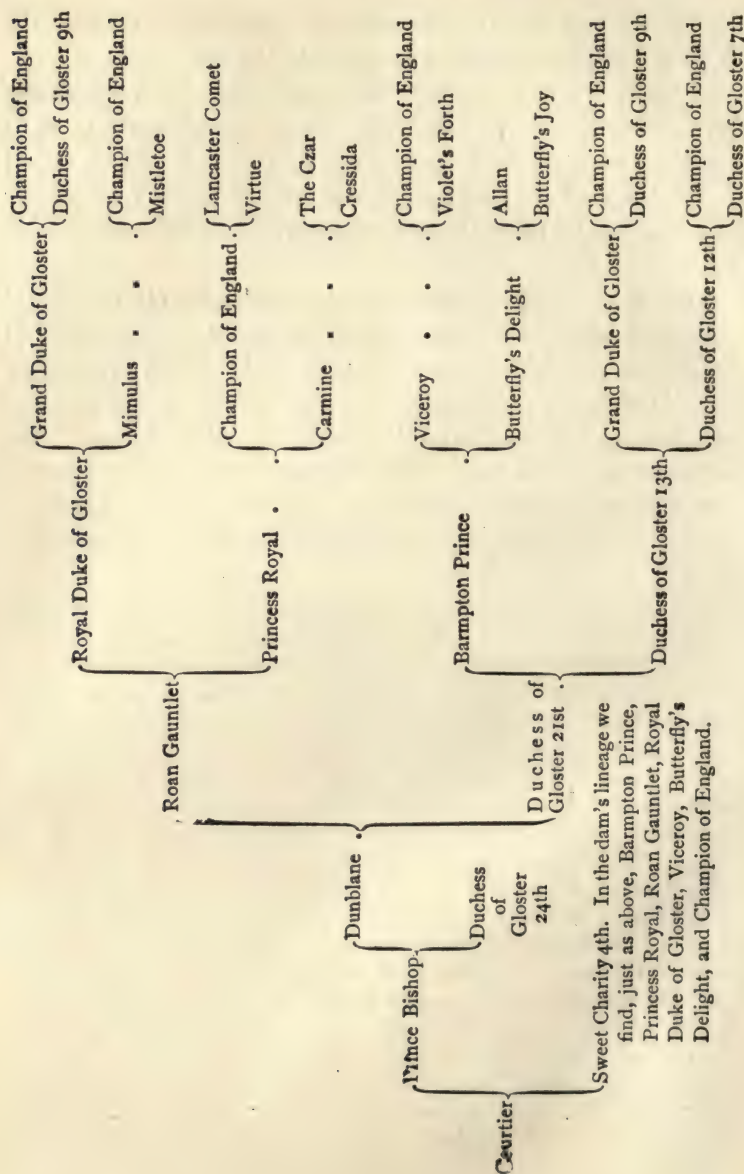 Ceurtier
Prince Bishop
Sweet Charity 4th. In the dam's lineage we
find, just as above, Barmpton Prince,
Princess Royal, Roan Gauntlet, Royal
Duke of Gloster, Viceroy, Butterfly's
Delight, and Champion of England.
Dunblane .
Duchess
of
Gloster
24th
Roan Gauntlet
Duchess of
Gloster 21st .
Royal Duke of Gloster
Princess Royal . .
Barmpton Prince .
Duchess of Gloster 13th
Grand Duke of Gloster
Mimulus . . .
Champion of England .
Carmine . . .
Viceroy . . .
Butterfly's Delight .
Grand Duke of Gloster
Duchess of Gloster 12th
Champion of England
Duchess of Gloster 9th
Champion of England
Mistletoe
Lancaster Comet
Virtue
The Czar
Cressida
Champion of England
Violet's Forth
Allan
Butterfly's Joy
Champion of England
Duchess of Gloster 9th
Champion of England
Duchess of Gloster 7th